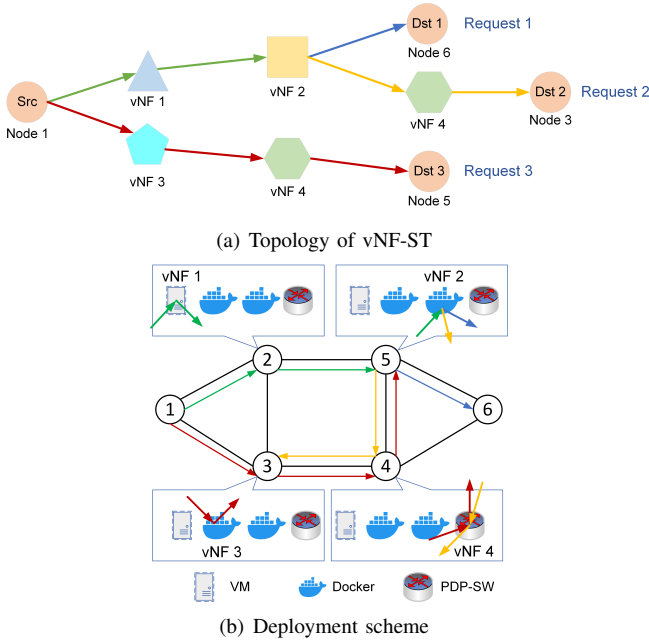 Dst 1
Request 1
Node 6
Src
vNF 1
vNF 2
Dst 2
Request 2
vNF 4
Node 3
Node 1
vNF 3
vNF 4
Dst 3
Request 3
Node 5
(a) Topology of vNF-ST
vNF 1
vNF 2
2
5
1
6
3
4
vNF 3
vNF 4
VM
Docker
PDP-SW
(b) Deployment scheme